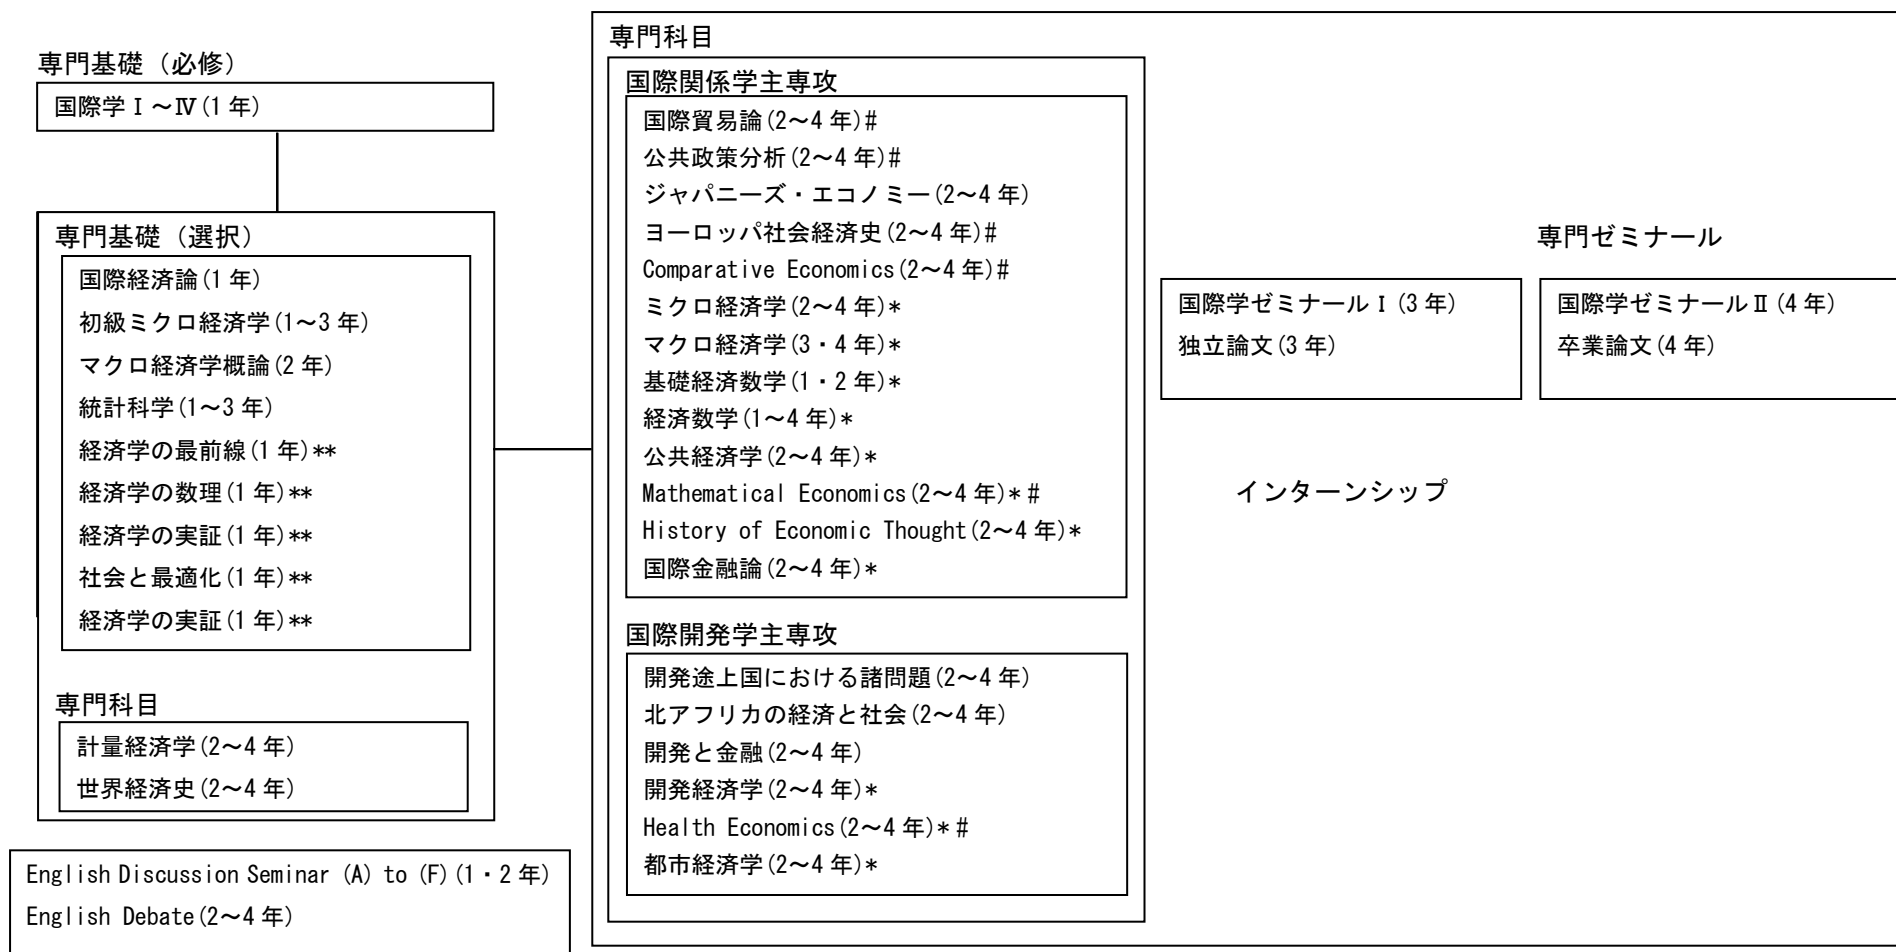 専門基礎（必修）
国際学Ⅰ～Ⅳ(1年)
専門基礎（選択）
国際経済論(1年)
初級ミクロ経済学(1～3年)
マクロ経済学概論(2年)
統計科学(1～3年)
経済学の最前線(1年)**
経済学の数理(1年)**
経済学の実証(1年)**
社会と最適化(1年)**
経済学の実証(1年)**
専門科目
計量経済学(2～4年)
世界経済史(2～4年)
English Discussion Seminar (A) to (F)(1・2年)
English Debate(2～4年)
専門科目
国際関係学主専攻
国際貿易論(2～4年)#
公共政策分析(2～4年)#
ジャパニーズ・エコノミー(2～4年)
ヨーロッパ社会経済史(2～4年)#
Comparative Economics(2～4年)#
ミクロ経済学(2～4年)*
マクロ経済学(3・4年)*
基礎経済数学(1・2年)*
経済数学(1～4年)*
公共経済学(2～4年)*
Mathematical Economics(2～4年)*#
History of Economic Thought(2～4年)*
国際金融論(2～4年)*
国際開発学主専攻
開発途上国における諸問題(2～4年)
北アフリカの経済と社会(2～4年)
開発と金融(2～4年)
開発経済学(2～4年)*
Health Economics(2～4年)*#
都市経済学(2～4年)*
専門ゼミナール
国際学ゼミナールⅠ(3年)
独立論文(3年)
国際学ゼミナールⅡ(4年)
卒業論文(4年)
インターンシップ